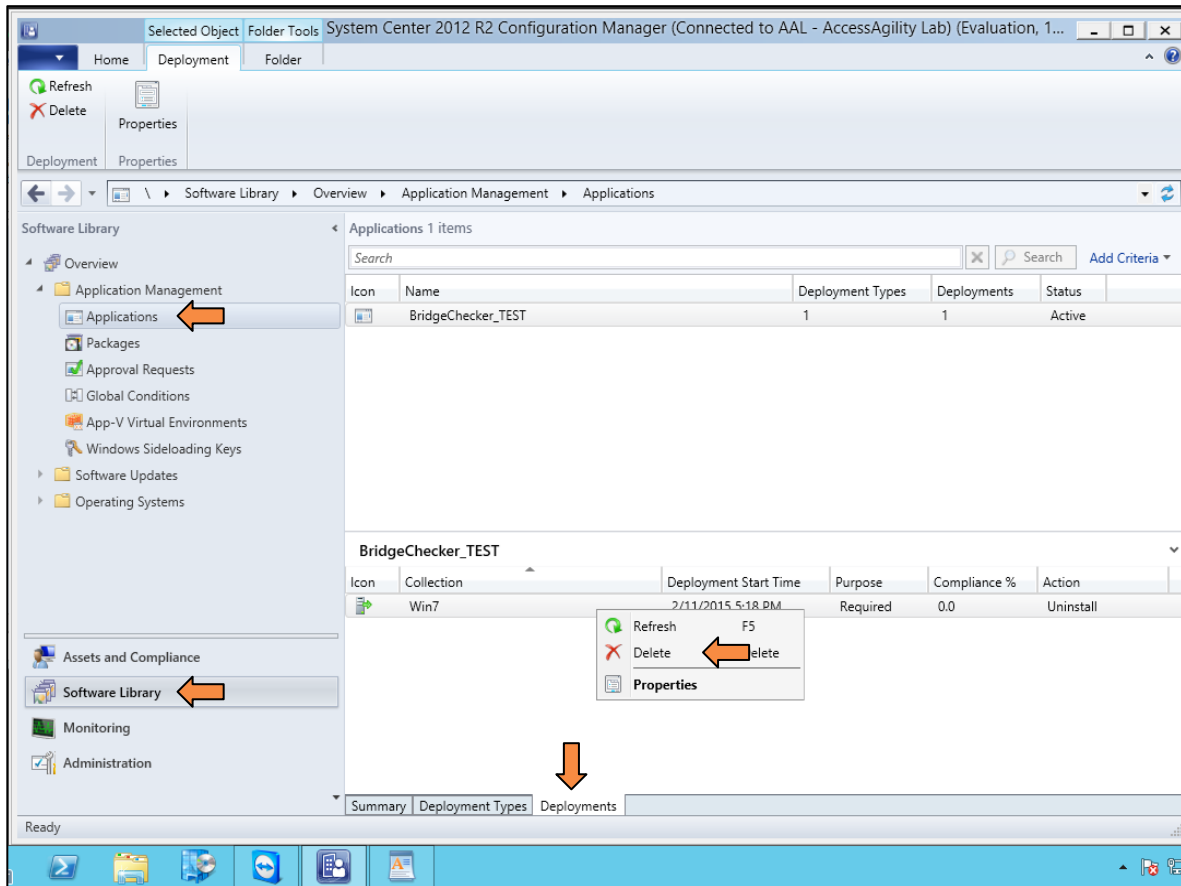 Selected Object Folder Tools System Center 2012 R2 Configuration Manager (Connected to AAL - AccessAgility Lab) (Evaluation, 1...
Home Deployment Folder
Refresh
Delete
Properties
Deployment Properties
\ Software Library Overview Application Management Applications
Software Library
Overview
Application Management
Applications
Packages
Approval Requests
Global Conditions
App-V Virtual Environments
Windows Sideloading Keys
Software Updates
Operating Systems
Assets and Compliance
Software Library
Monitoring
Administration
Applications 1 items
Search Search Add Criteria
Icon Name Deployment Types Deployments Status
BridgeChecker_TEST 1 1 Active
BridgeChecker_TEST
Icon Collection Deployment Start Time Purpose Compliance % Action
Win7 2/11/2015 5:18 PM Required 0.0 Uninstall
Refresh F5
Delete elete
Properties
Summary Deployment Types Deployments
Ready